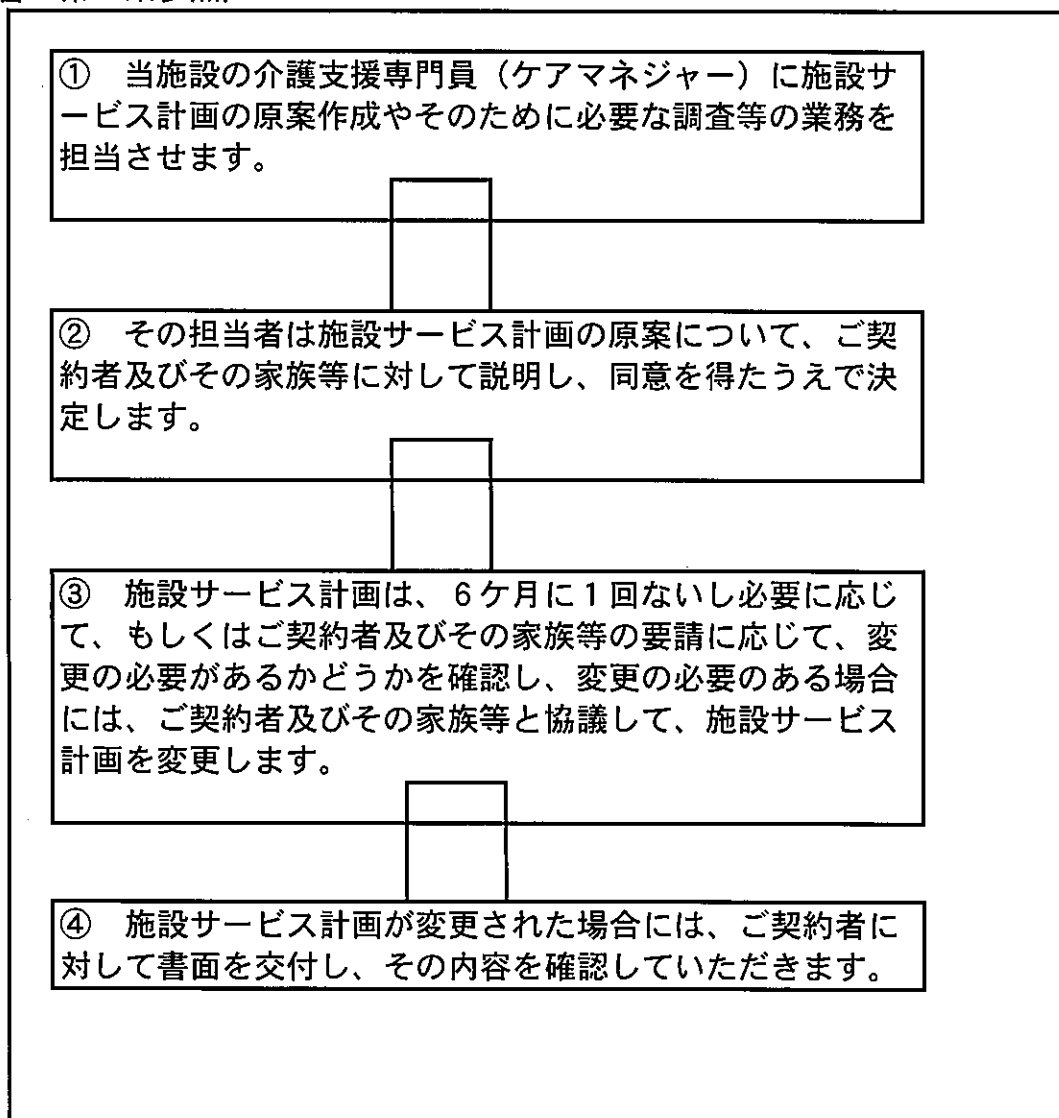 ① 当施設の介護支援専門員（ケアマネジャー）に施設サ
ービス計画の原案作成やそのために必要な調査等の業務を
担当させます。
② その担当者は施設サービス計画の原案について、ご契
約者及びその家族等に対して説明し、同意を得たうえで決
定します。
③ 施設サービス計画は、６ケ月に１回ないし必要に応じ
て、もしくはご契約者及びその家族等の要請に応じて、変
更の必要があるかどうかを確認し、変更の必要のある場合
には、ご契約者及びその家族等と協議して、施設サービス
計画を変更します。
④ 施設サービス計画が変更された場合には、ご契約者に
対して書面を交付し、その内容を確認していただきます。